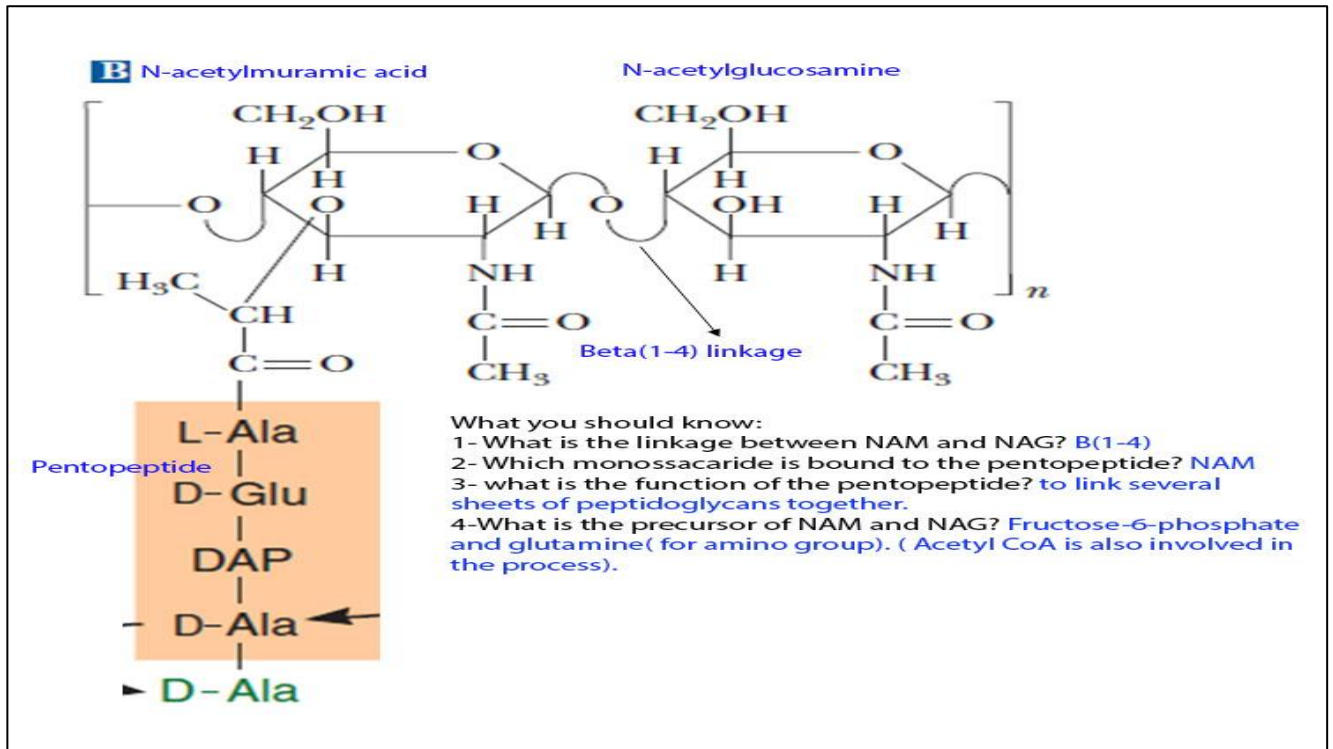 B N-acetylmuramic acid N-acetylglucosamine
CH₂OH CH₂OH
H O H O
H H
O O H O OH H
H H
H NH H NH n
H₃C
CH C=O C=O
Beta(1-4) linkage
C=O CH₃ CH₃
L-Ala
Pentopeptide
D-Glu
DAP
D-Ala
D-Ala
What you should know:
1- What is the linkage between NAM and NAG? B(1-4)
2- Which monossacaride is bound to the pentopeptide? NAM
3- what is the function of the pentopeptide? to link several
sheets of peptidoglycans together.
4-What is the precursor of NAM and NAG? Fructose-6-phosphate
and glutamine( for amino group). ( Acetyl CoA is also involved in
the process).